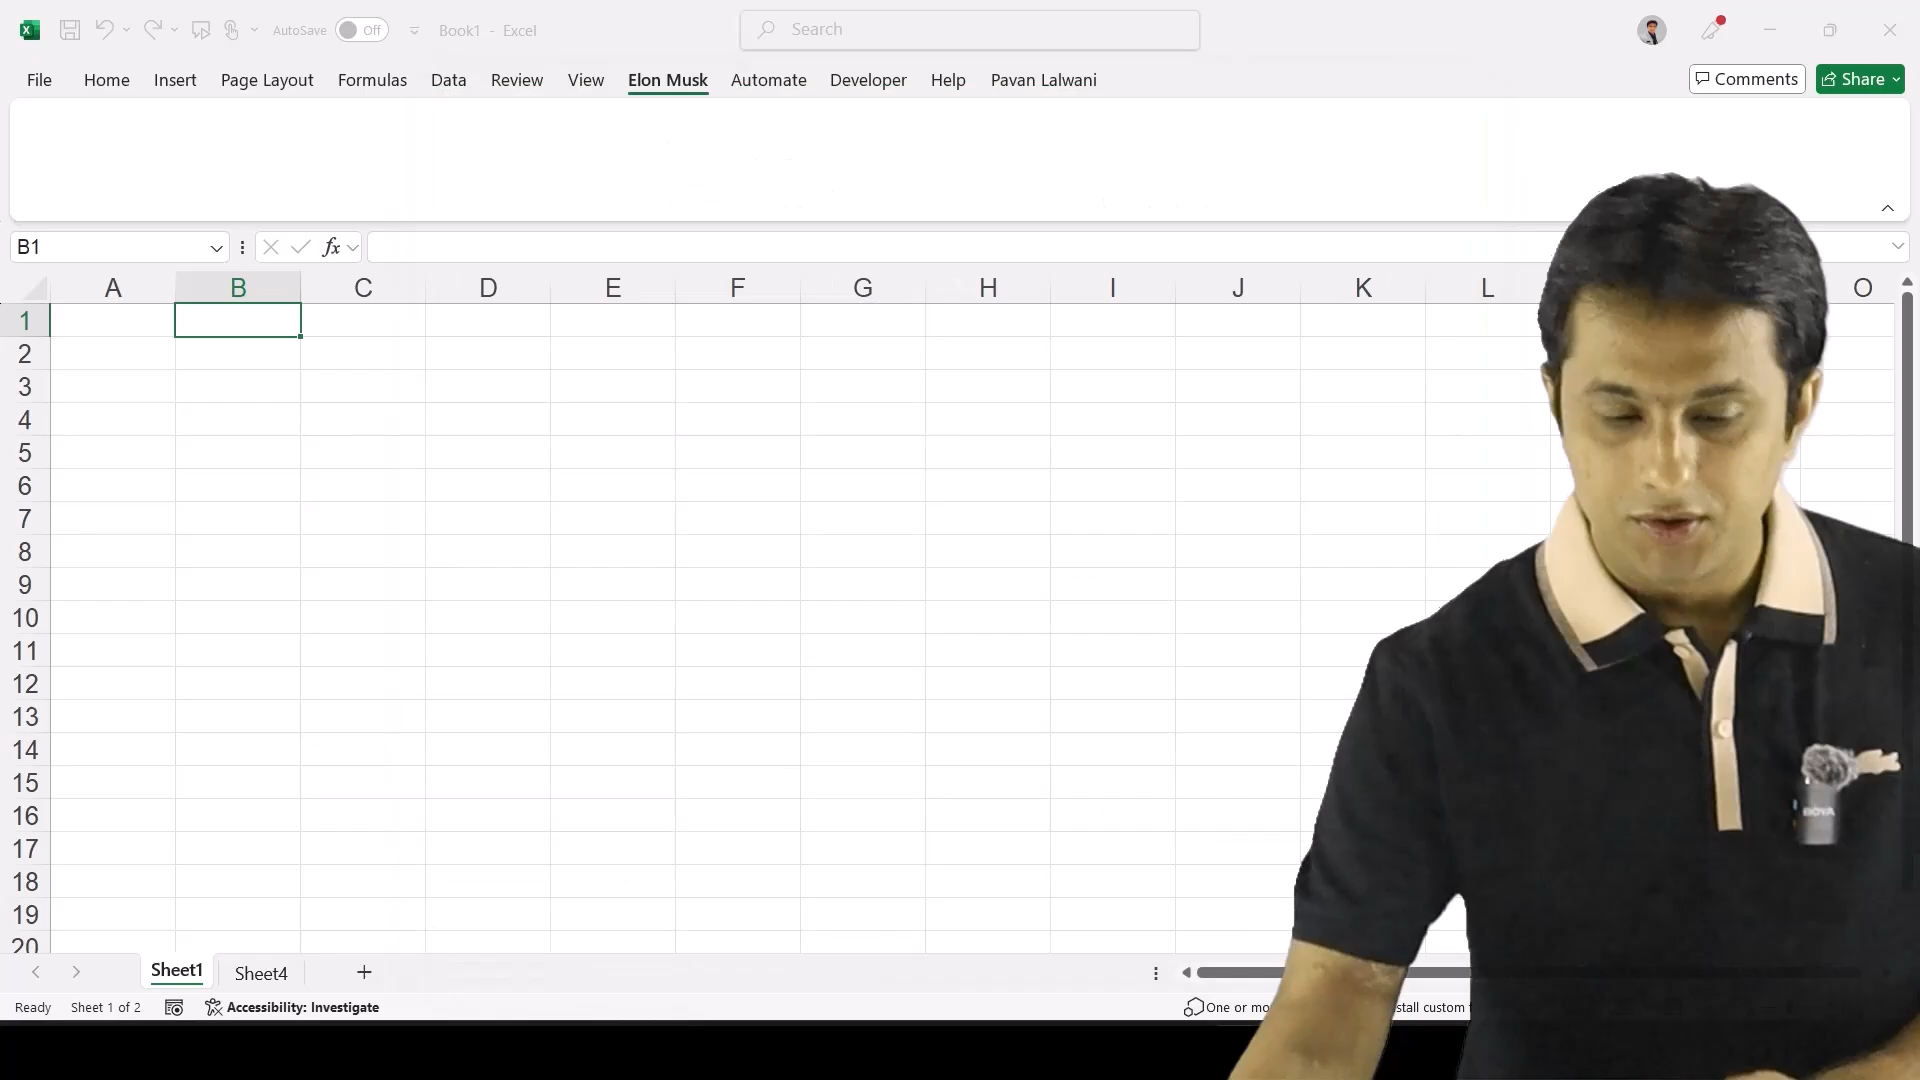 AutoSave Off Book1 - Excel Search
File Home Insert Page Layout Formulas Data Review View Elon Musk Automate Developer Help Pavan Lalwani Comments Share
B1 fx
A B C D E F G H I J K L O
1
2
3
4
5
6
7
8
9
10
11
12
13
14
15
16
17
18
19
20
Sheet1 Sheet4
Ready Sheet 1 of 2 Accessibility: Investigate One or mo stall custom
BOYA